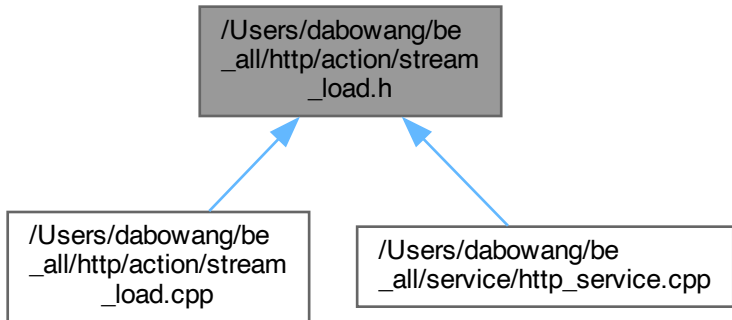 /Users/dabowang/be
_all/http/action/stream
_load.h
/Users/dabowang/be
_all/http/action/stream
_load.cpp
/Users/dabowang/be
_all/service/http_service.cpp